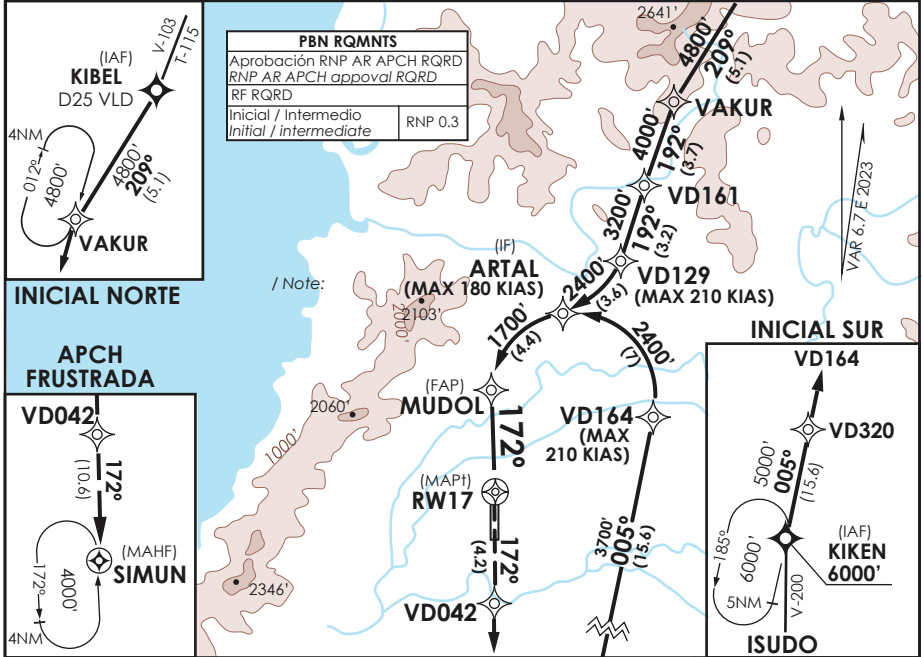 V-103
T-115
(IAF)
KIBEL
D25 VLD
4NM
012°
4800'
4800'
209°
(5.1)
VAKUR
INICIAL NORTE
PBN RQMNTS
Aprobación RNP AR APCH RQRD
RNP AR APCH appoval RQRD
RF RQRD
Inicial / Intermedio
Initial / intermediate
RNP 0.3
2641'
4800'
209°
(5.1)
VAKUR
4000'
192°
(3.7)
VD161
3200'
192°
(3.2)
VD129
(MAX 210 KIAS)
2400'
(3.6)
(IF)
ARTAL
(MAX 180 KIAS)
/ Note:
2103'
2000'
1700'
(4.4)
2400'
(7)
(FAP)
MUDOL
172°
VD164
(MAX
210 KIAS)
2060'
1000'
(MAPt)
RW17
172°
(4.2)
VD042
3700'
005°
(15.6)
2346'
VAR 6.7 E 2023
APCH
FRUSTRADA
VD042
172°
(10.6)
(MAHF)
SIMUN
4000'
172°
4NM
INICIAL SUR
VD164
VD320
5000'
005°
(15.6)
(IAF)
KIKEN
6000'
185°
6000'
5NM
V-200
ISUDO